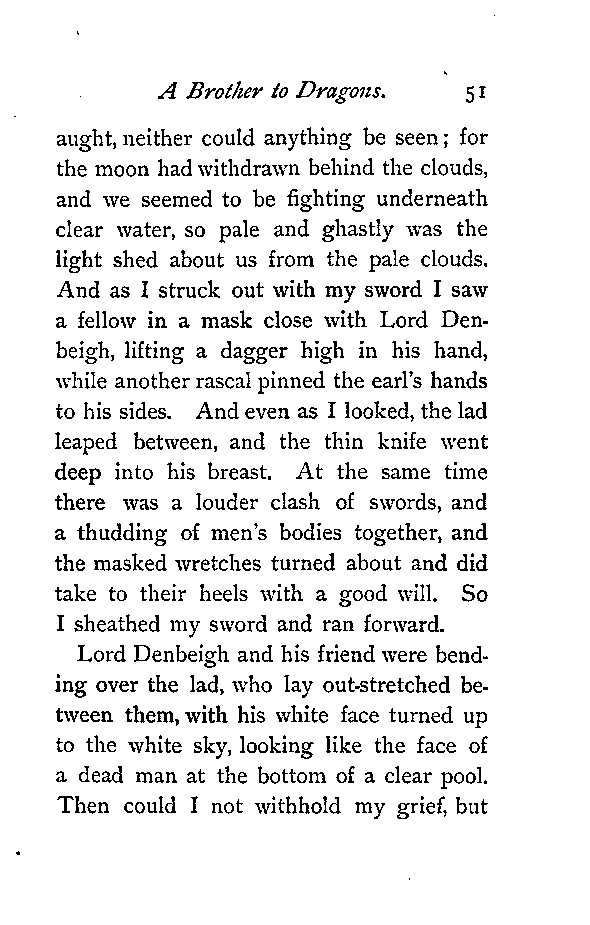 A Brother to Dragons. 51
aught, neither could anything be seen; for
the moon had withdrawn behind the clouds,
and we seemed to be fighting underneath
clear water, so pale and ghastly was the
light shed about us from the pale clouds.
And as I struck out with my sword I saw
a fellow in a mask close with Lord Den-
beigh, lifting a dagger high in his hand,
while another rascal pinned the earl's hands
to his sides. And even as I looked, the lad
leaped between, and the thin knife went
deep into his breast. At the same time
there was a louder clash of swords, and
a thudding of men's bodies together, and
the masked wretches turned about and did
take to their heels with a good will. So
I sheathed my sword and ran forward.
Lord Denbeigh and his friend were bend-
ing over the lad, who lay out-stretched be-
tween them, with his white face turned up
to the white sky, looking like the face of
a dead man at the bottom of a clear pool.
Then could I not withhold my grief, but